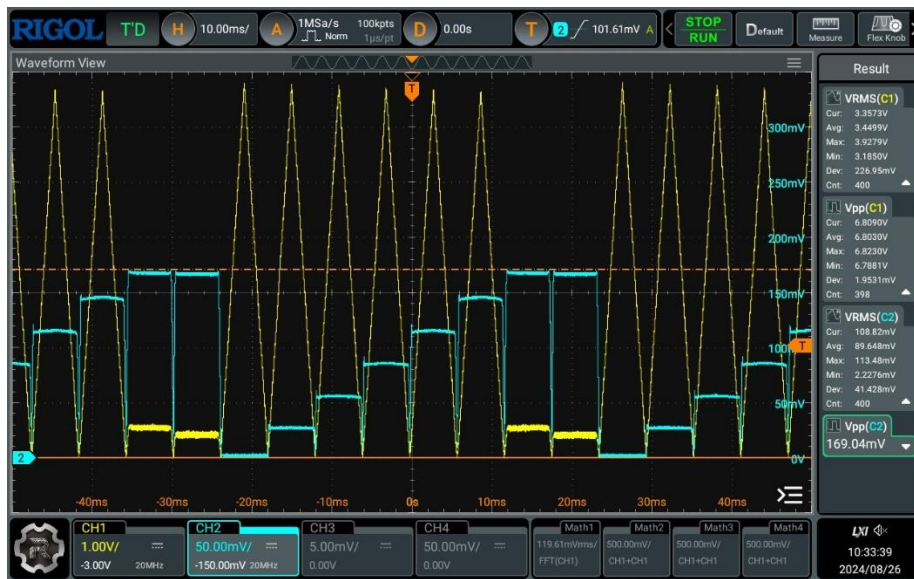 RIGOL T'D H 10.00ms/ A 1MSa/s 100kpts D 0.00s T 2 101.61mV A STOP Default Measure Flex Knob
Norm 1μs/pt RUN
Waveform View
T
300mV
250mV
200mV
150mV
100 T
50mV
2
0V
-40ms -30ms -20ms -10ms 0s 10ms 20ms 30ms 40ms
Result
VRMS(C1)
Cur: 3.3573V
Avg: 3.4499V
Max: 3.9279V
Min: 3.1850V
Dev: 226.95mV
Cnt: 400
Vpp(C1)
Cur: 6.8090V
Avg: 6.8030V
Max: 6.8230V
Min: 6.7881V
Dev: 1.9531mV
Cnt: 398
VRMS(C2)
Cur: 108.82mV
Avg: 89.648mV
Max: 113.48mV
Min: 2.2276mV
Dev: 41.428mV
Cnt: 400
Vpp(C2)
169.04mV
CH1 CH2 CH3 CH4 Math1 Math2 Math3 Math4
1.00V/ 50.00mV/ 5.00mV/ 50.00mV/ 119.61mVrms/ 500.00mV/ 500.00mV/ 500.00mV/
-3.00V 20MHz -150.00mV 20MHz 0.00V 0.00V FFT(CH1) CH1+CH1 CH1+CH1 CH1+CH1
LXI
10:33:39
2024/08/26